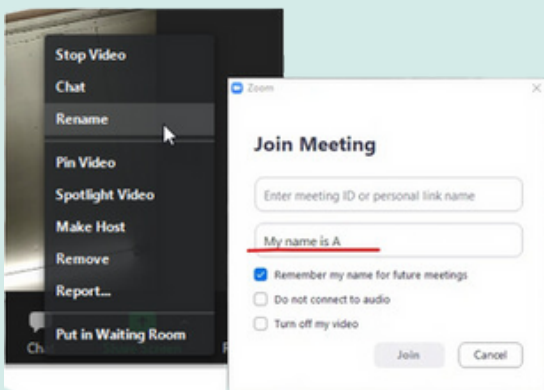 Stop Video
Chat
Rename
Pin Video
Spotlight Video
Make Host
Remove
Report...
Put in Waiting Room
Zoom
Join Meeting
Enter meeting ID or personal link name
My name is A
Remember my name for future meetings
Do not connect to audio
Turn off my video
Join
Cancel